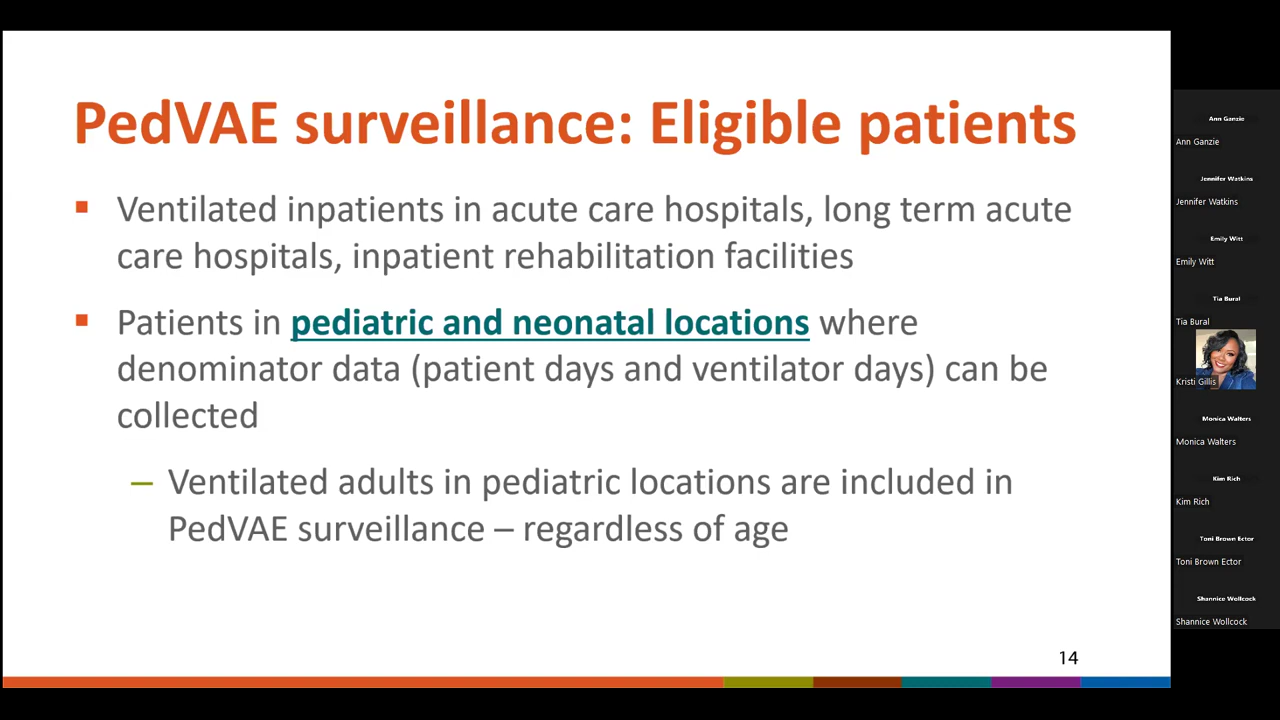 PedVAE surveillance: Eligible patients
Ventilated inpatients in acute care hospitals, long term acute
care hospitals, inpatient rehabilitation facilities
Patients in pediatric and neonatal locations where
denominator data (patient days and ventilator days) can be
collected
– Ventilated adults in pediatric locations are included in
PedVAE surveillance – regardless of age
14
Ann Ganzie
Ann Ganzie
Jennifer Watkins
Jennifer Watkins
Emily Witt
Emily Witt
Tia Bural
Tia Bural
Kristi Gillis
Monica Walters
Monica Walters
Kim Rich
Kim Rich
Toni Brown Ector
Toni Brown Ector
Shannice Wollcock
Shannice Wollcock